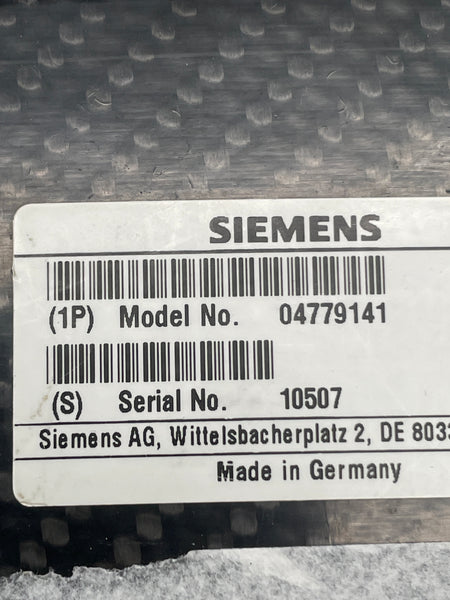 SIEMENS
(1P) Model No. 04779141
(S) Serial No. 10507
Siemens AG, Wittelsbacherplatz 2, DE 803
Made in Germany